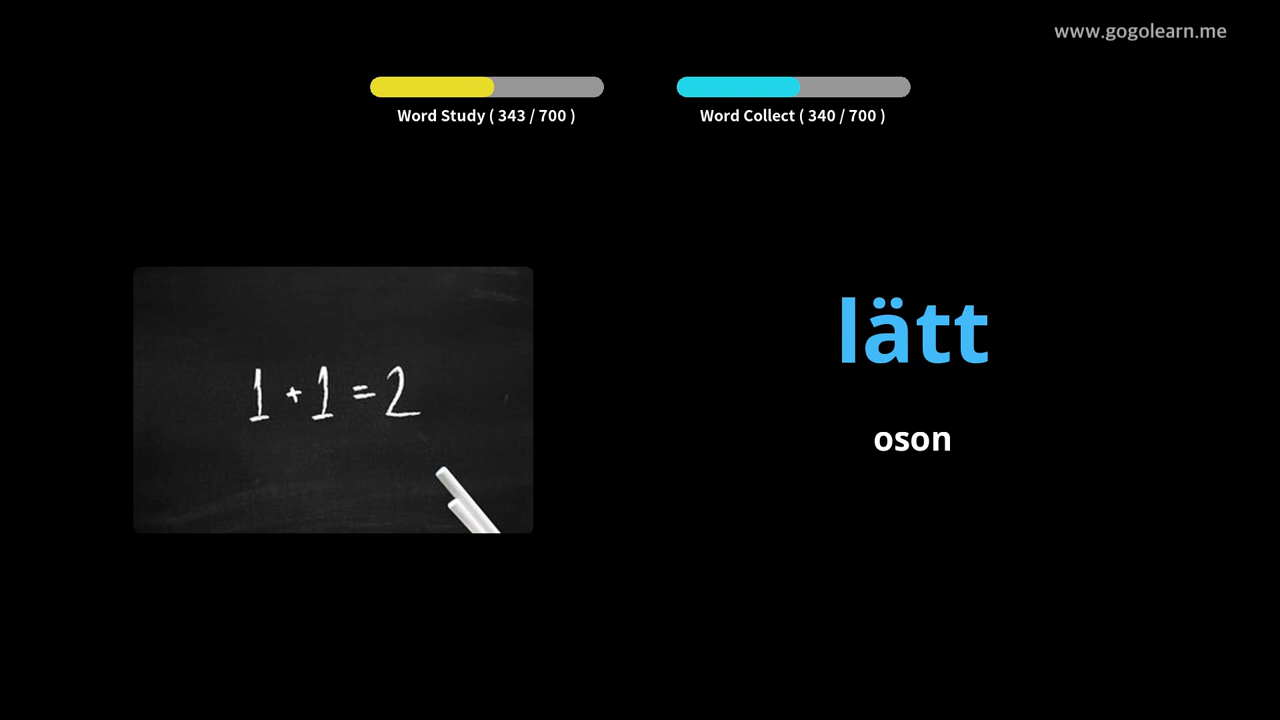 www.gogolearn.me
Word Study ( 343 / 700 )
Word Collect ( 340 / 700 )
1 + 1 = 2
lätt
oson